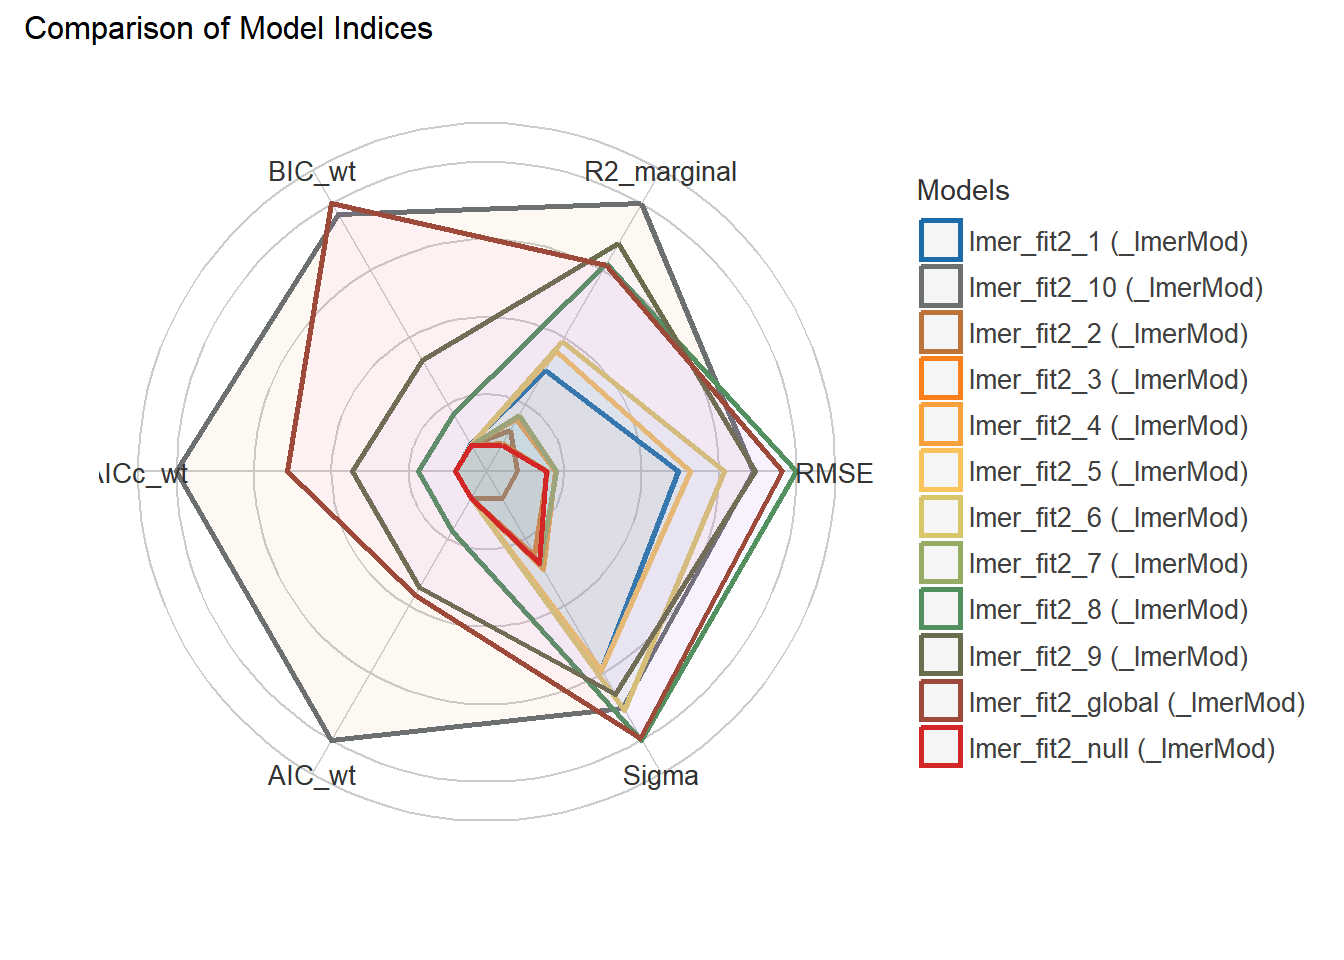 Comparison of Model Indices
BIC_wt
R2_marginal
AICc_wt
RMSE
AIC_wt
Sigma
Models
lmer_fit2_1 (_lmerMod)
lmer_fit2_10 (_lmerMod)
lmer_fit2_2 (_lmerMod)
lmer_fit2_3 (_lmerMod)
lmer_fit2_4 (_lmerMod)
lmer_fit2_5 (_lmerMod)
lmer_fit2_6 (_lmerMod)
lmer_fit2_7 (_lmerMod)
lmer_fit2_8 (_lmerMod)
lmer_fit2_9 (_lmerMod)
lmer_fit2_global (_lmerMod)
lmer_fit2_null (_lmerMod)